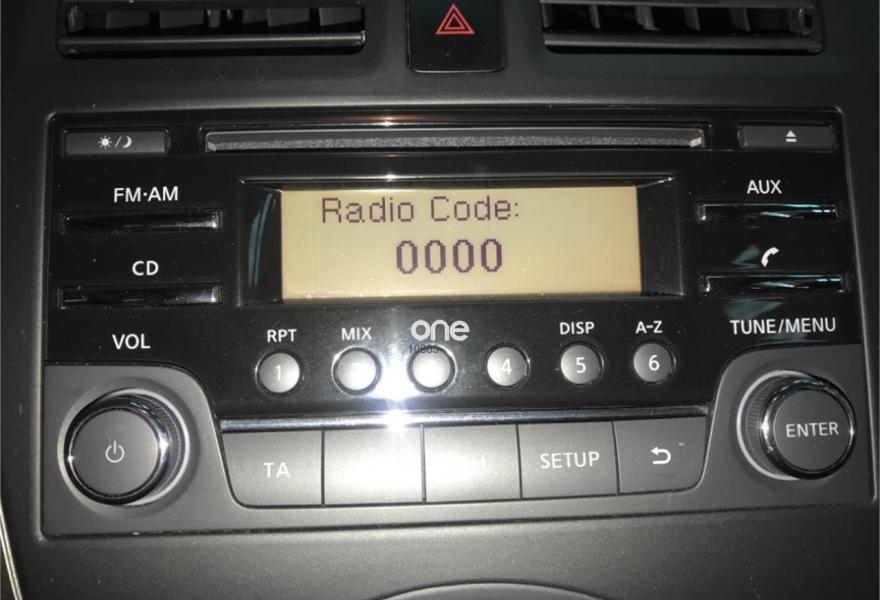 FM·AM
CD
VOL
Radio Code:
0000
AUX
RPT
MIX
one
DISP
A-Z
TUNE/MENU
1
4
5
6
TA
SETUP
ENTER